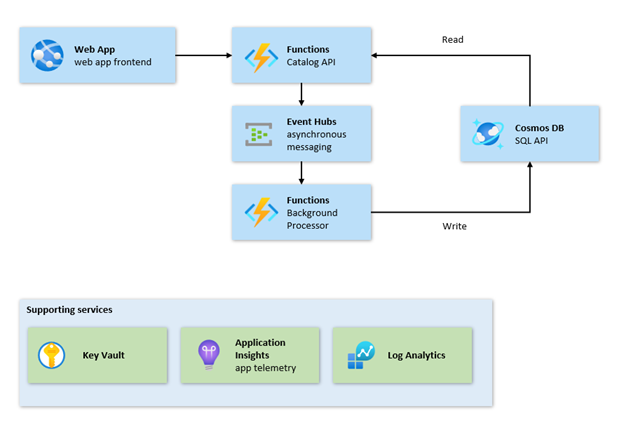 Web App
web app frontend
Functions
Catalog API
Read
Event Hubs
asynchronous
messaging
Cosmos DB
SQL API
Functions
Background
Processor
Write
Supporting services
Key Vault
Application
Insights
app telemetry
Log Analytics